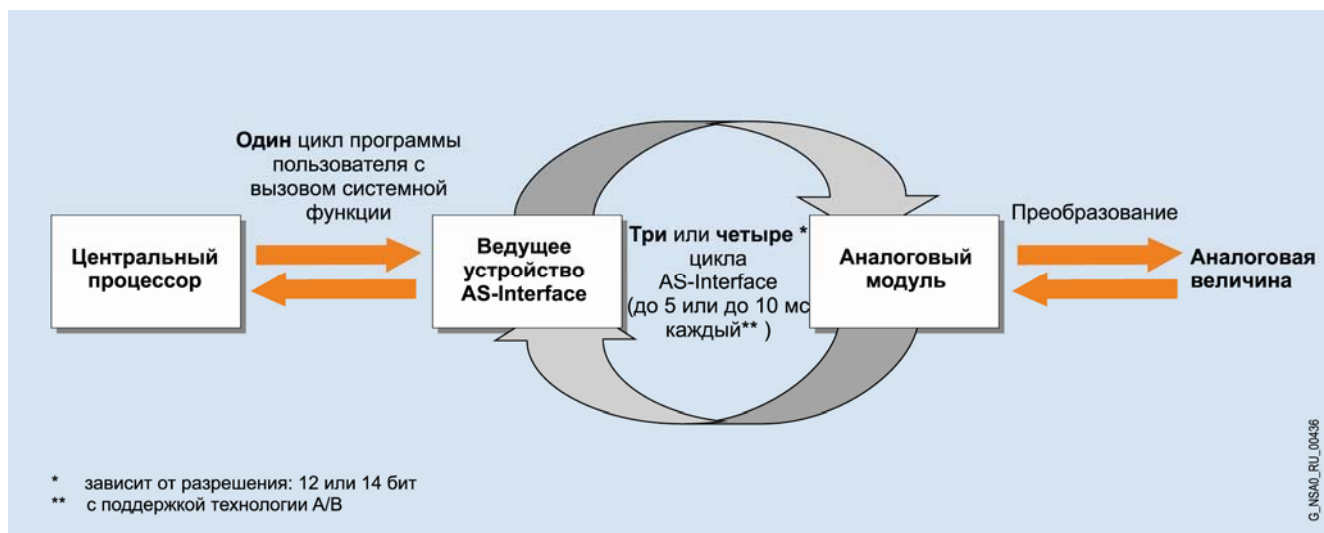 Один цикл программы
пользователя с
вызовом системной
функции
Центральный
процессор
Ведущее
устройство
AS-Interface
Три или четыре *
цикла
AS-Interface
(до 5 или до 10 мс
каждый** )
Аналоговый
модуль
Преобразование
Аналоговая
величина
* зависит от разрешения: 12 или 14 бит
** с поддержкой технологии A/B
G_NSA0_RU_00436